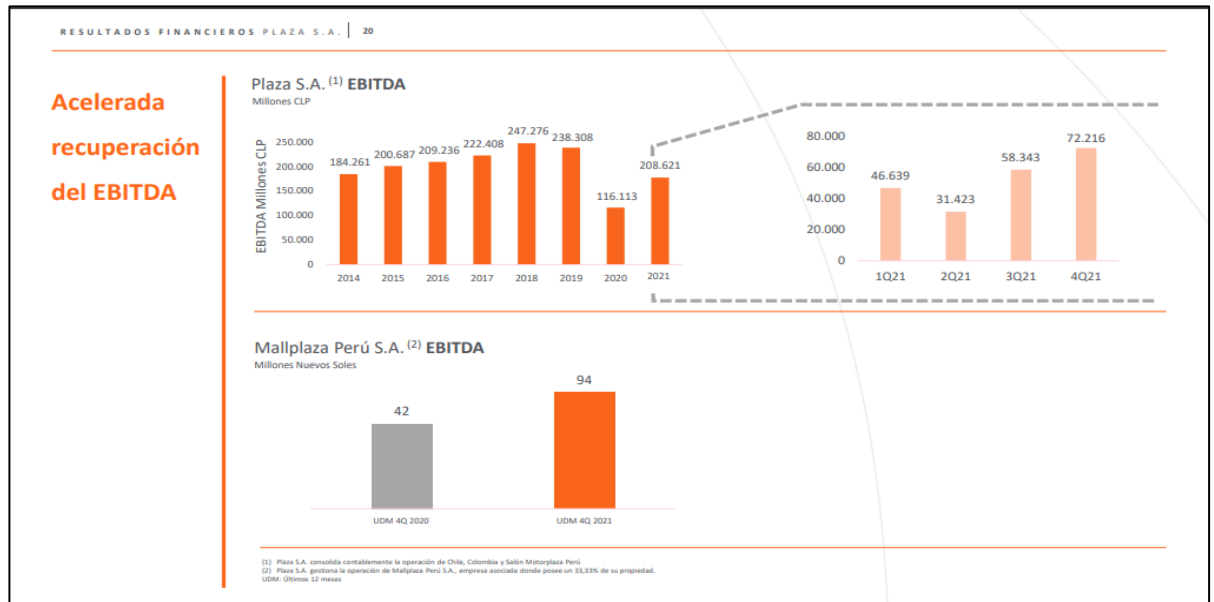 RESULTADOS FINANCIEROS PLAZA S.A. | 20
Acelerada
recuperación
del EBITDA
Plaza S.A. (1) EBITDA
Millones CLP
EBITDA Millones CLP
250.000
200.000
150.000
100.000
50.000
0
184.261
200.687
209.236
222.408
247.276
238.308
116.113
208.621
2014 2015 2016 2017 2018 2019 2020 2021
80.000
60.000
40.000
20.000
0
46.639
31.423
58.343
72.216
1Q21 2Q21 3Q21 4Q21
Mallplaza Perú S.A. (2) EBITDA
Millones Nuevos Soles
42
94
UDM 4Q 2020 UDM 4Q 2021
(1) Plaza S.A. consolida contablemente la operación de Chile, Colombia y Salón Motorplaza Perú
(2) Plaza S.A. gestiona la operación de Mallplaza Perú S.A., empresa asociada donde posee un 33,33% de su propiedad.
UDM: Últimos 12 meses